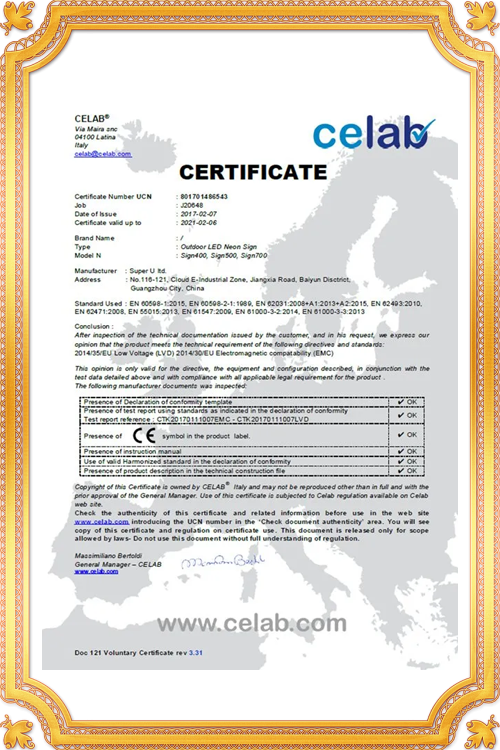 CELAB®
Via Maira snc
04100 Latina
Italy
celab@celab.com
celab
CERTIFICATE
Certificate Number UCN : 801701486543
Job : J20648
Date of Issue : 2017-02-07
Certificate valid up to : 2021-02-06
Brand Name : /
Type : Outdoor LED Neon Sign
Model N : Sign400, Sign500, Sign700
Manufacturer : Super U ltd.
Address : No.116-121, Cloud E-Industrial Zone, Jiangxia Road, Baiyun Disctrict,
Guangzhou City, China
Standard Used : EN 60598-1:2015, EN 60598-2-1:1989, EN 62031:2008+A1:2013+A2:2015, EN 62493:2010,
EN 62471:2008, EN 55015:2013, EN 61547:2009, EN 61000-3-2:2014, EN 61000-3-3:2013
Conclusion :
After inspection of the technical documentation issued by the customer, and in his request, we express our
opinion that the product meets the technical requirement of the following directives and standards:
2014/35/EU Low Voltage (LVD) 2014/30/EU Electromagnetic compatability (EMC)
This opinion is only valid for the directive, the equipment and configuration described, in conjunction with the
test data detailed above and with compliance with all applicable legal requirement for the product .
The following manufacturer documents was inspected:
Presence of Declaration of conformity template ✔ OK
Presence of test report using standards as indicated in the declaration of conformity
Test report reference : CTK20170111007EMC - CTK20170111007LVD ✔ OK
Presence of CE symbol in the product label. ✔ OK
Presence of instruction manual ✔ OK
Use of valid Harmonized standard in the declaration of conformity ✔ OK
Presence of product description in the technical construction file ✔ OK
Copyright of this Certificate is owned by CELAB® Italy and may not be reproduced other than in full and with the
prior approval of the General Manager. Use of this certificate is subjected to Celab regulation available on Celab
web site.
Check the authenticity of this certificate and related information before use in the web site
www.celab.com introducing the UCN number in the 'Check document authenticity' area. You will see
copy of this certificate and regulation on certificate use. This document is released only for scope
allowed by laws- Do not use this document without full understanding of regulation.
Massimiliano Bertoldi
General Manager – CELAB
www.celab.com
www.celab.com
Doc 121 Voluntary Certificate rev 3.31